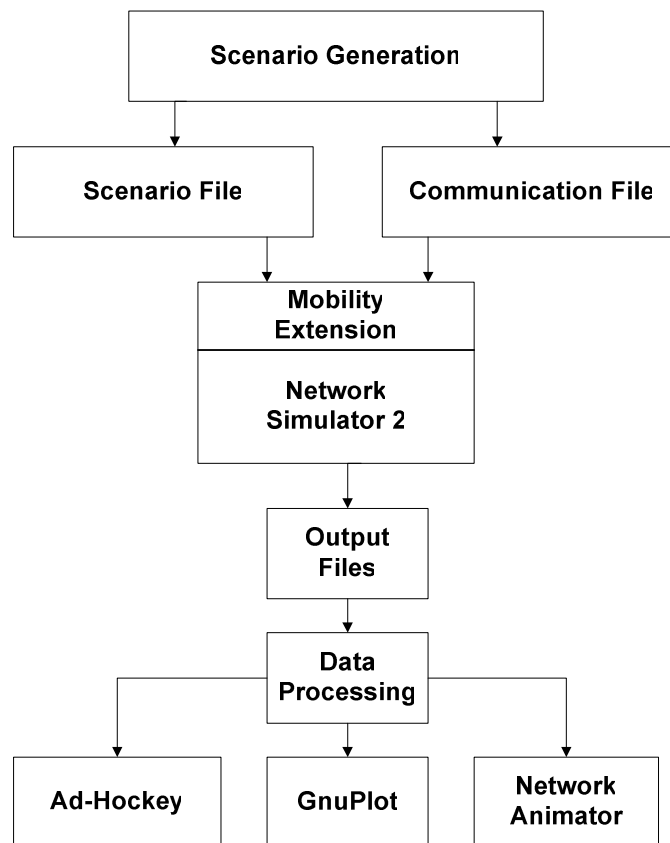 Scenario Generation
Scenario File
Communication File
Mobility
Extension
Network
Simulator 2
Output
Files
Data
Processing
Ad-Hockey
GnuPlot
Network
Animator